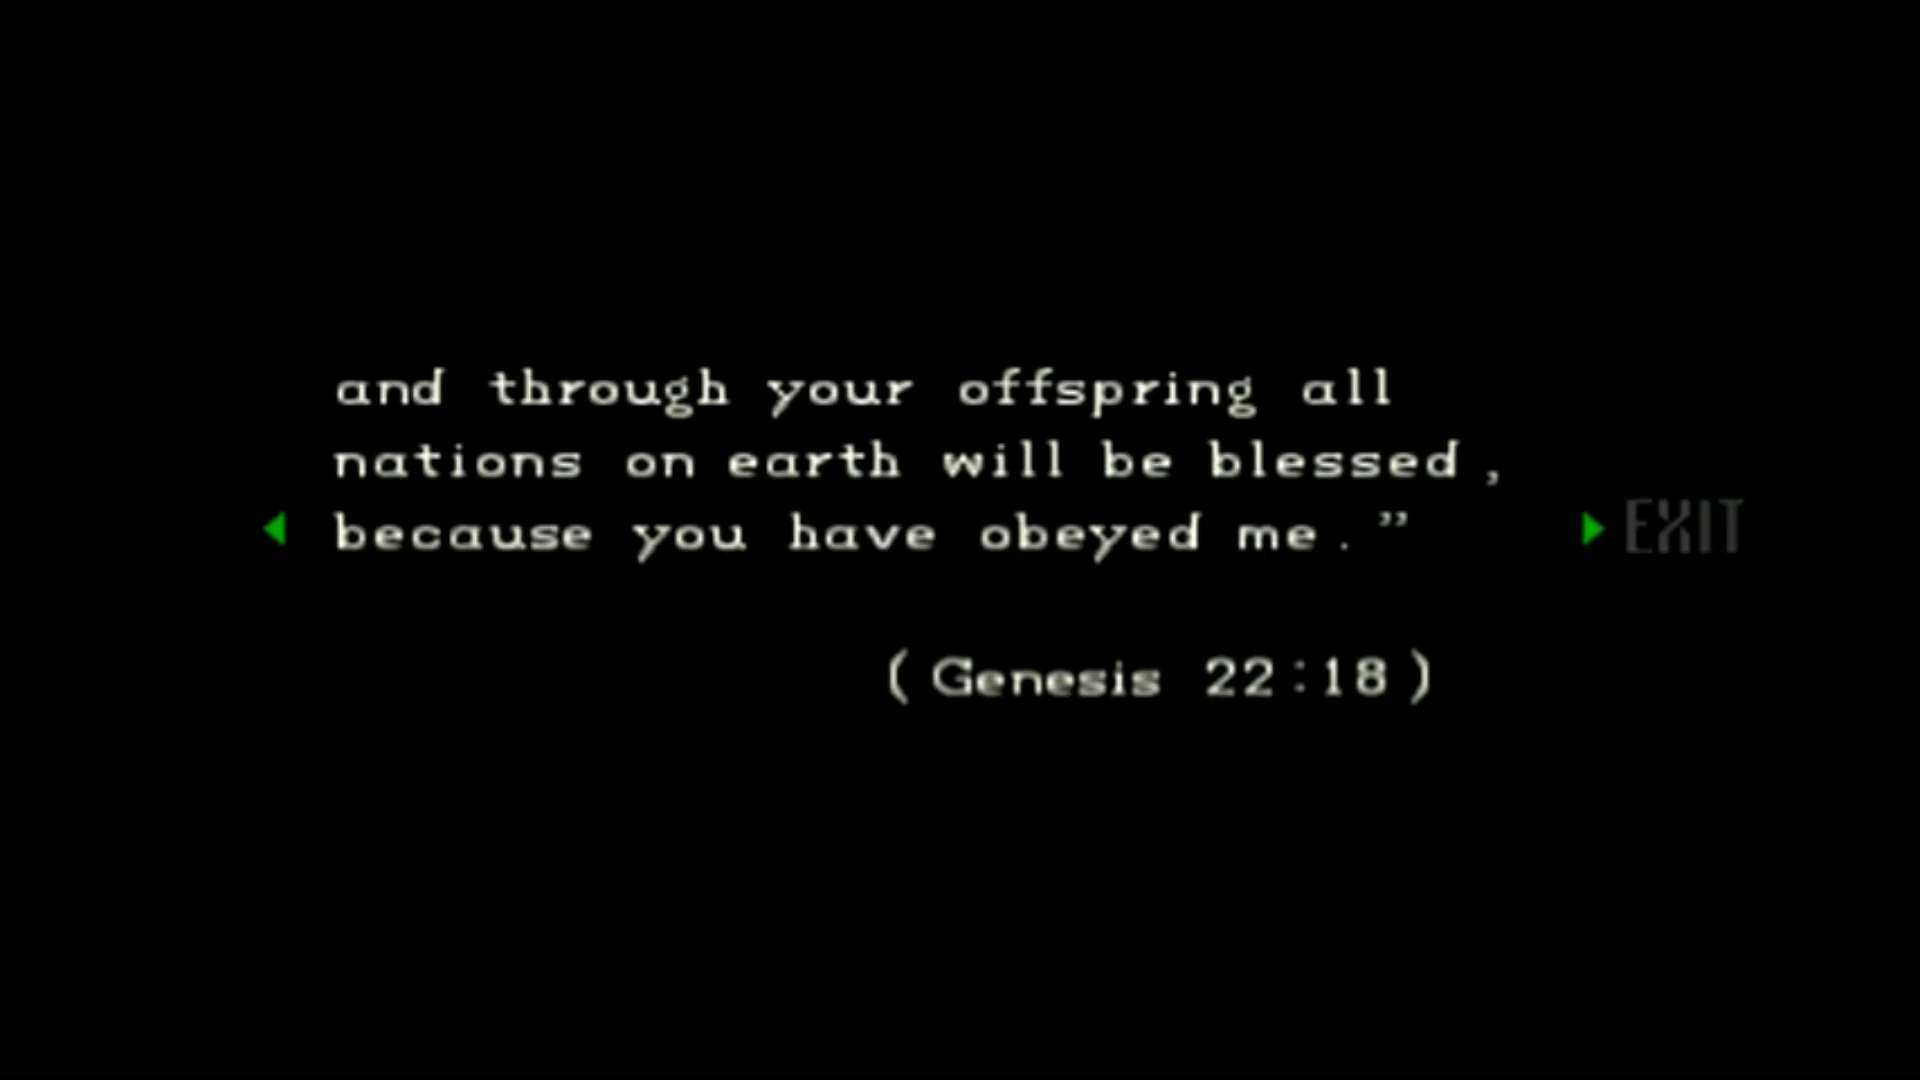 and through your offspring all
nations on earth will be blessed,
because you have obeyed me.”
EXIT
(Genesis 22:18)